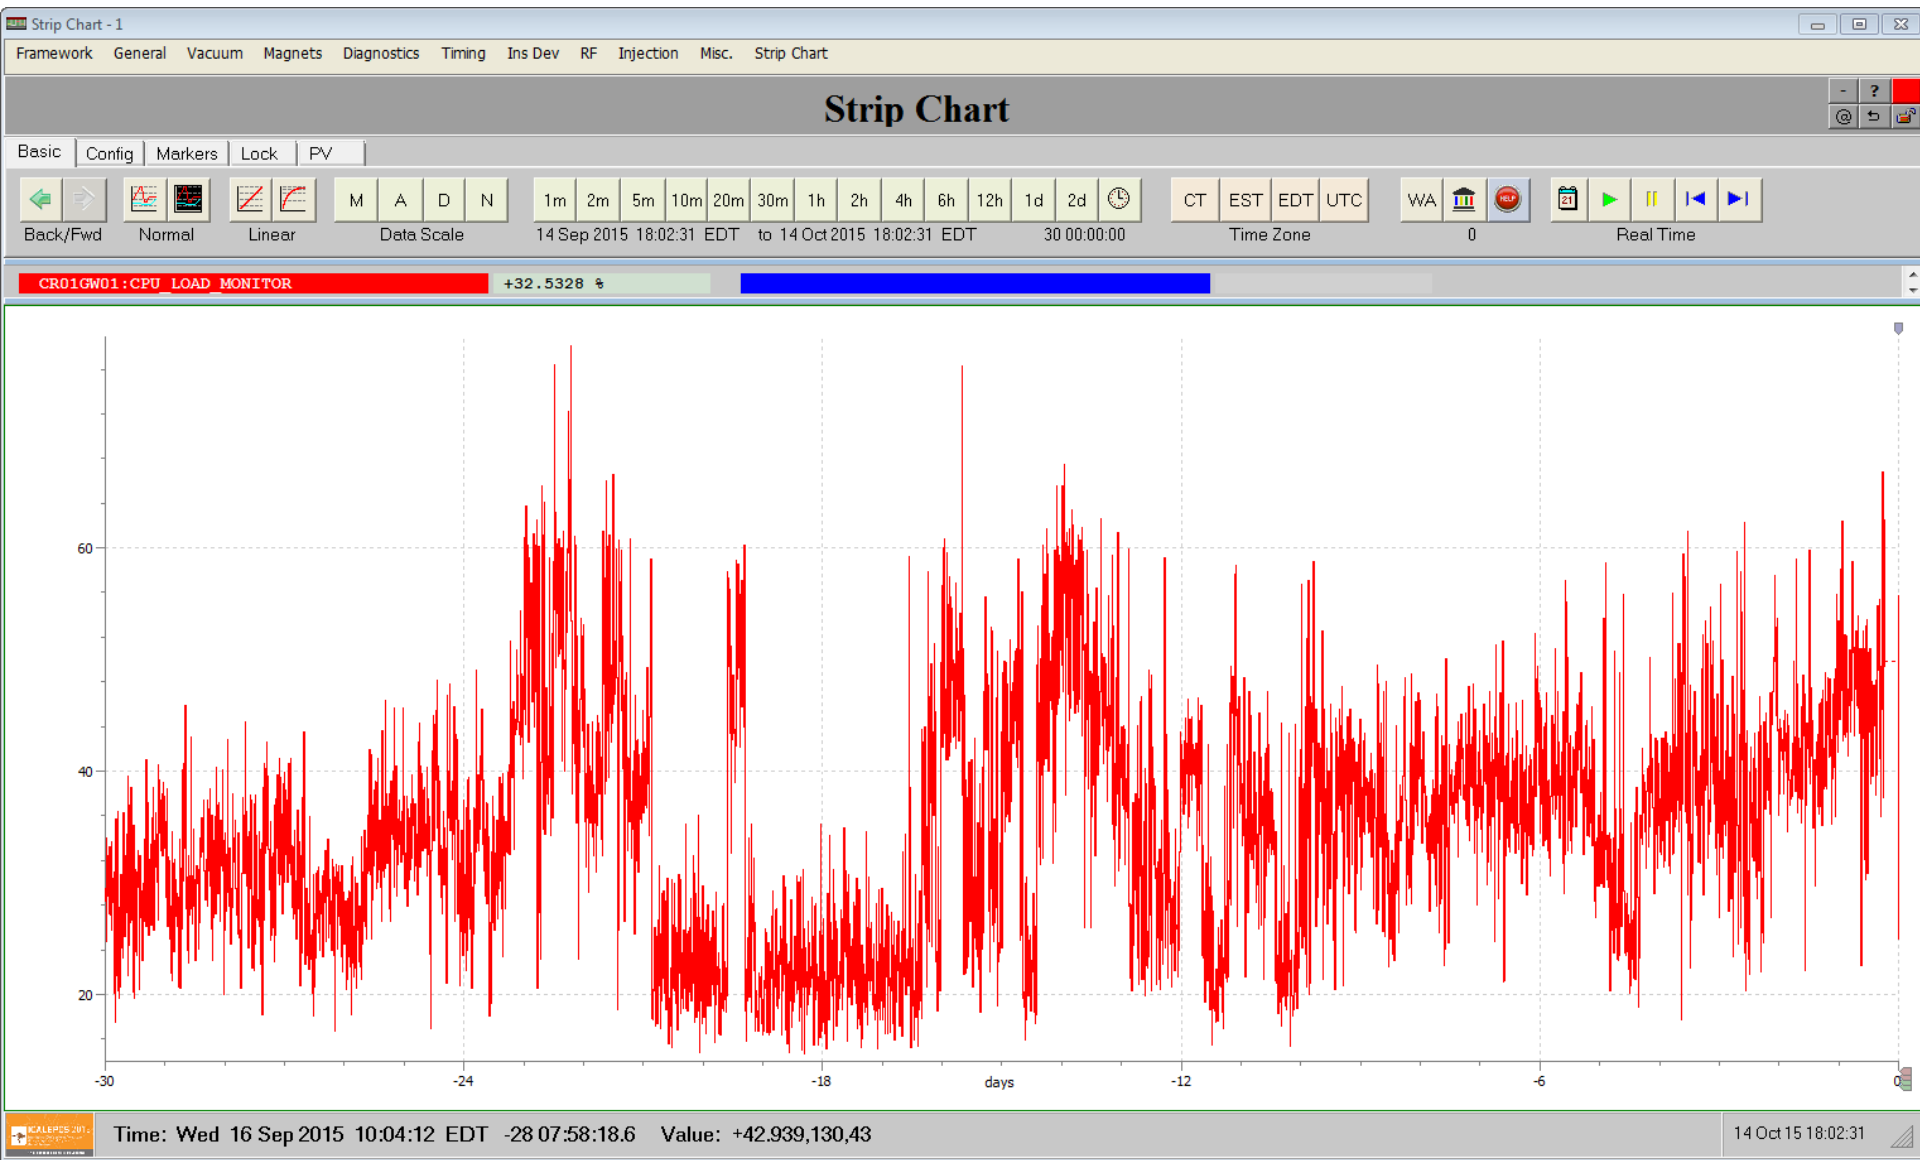 Strip Chart - 1
Framework General Vacuum Magnets Diagnostics Timing Ins Dev RF Injection Misc. Strip Chart
Strip Chart
- ?
@
Basic Config Markers Lock PV
M A D N 1m 2m 5m 10m 20m 30m 1h 2h 4h 6h 12h 1d 2d CT EST EDT UTC WA HELP 21
Back/Fwd Normal Linear Data Scale 14 Sep 2015 18:02:31 EDT to 14 Oct 2015 18:02:31 EDT 30 00:00:00 Time Zone 0 Real Time
CR01GW01:CPU_LOAD_MONITOR +32.5328 %
60
40
20
-30 -24 -18 days -12 -6 0
Time: Wed 16 Sep 2015 10:04:12 EDT -28 07:58:18.6 Value: +42.939,130,43
14 Oct 15 18:02:31